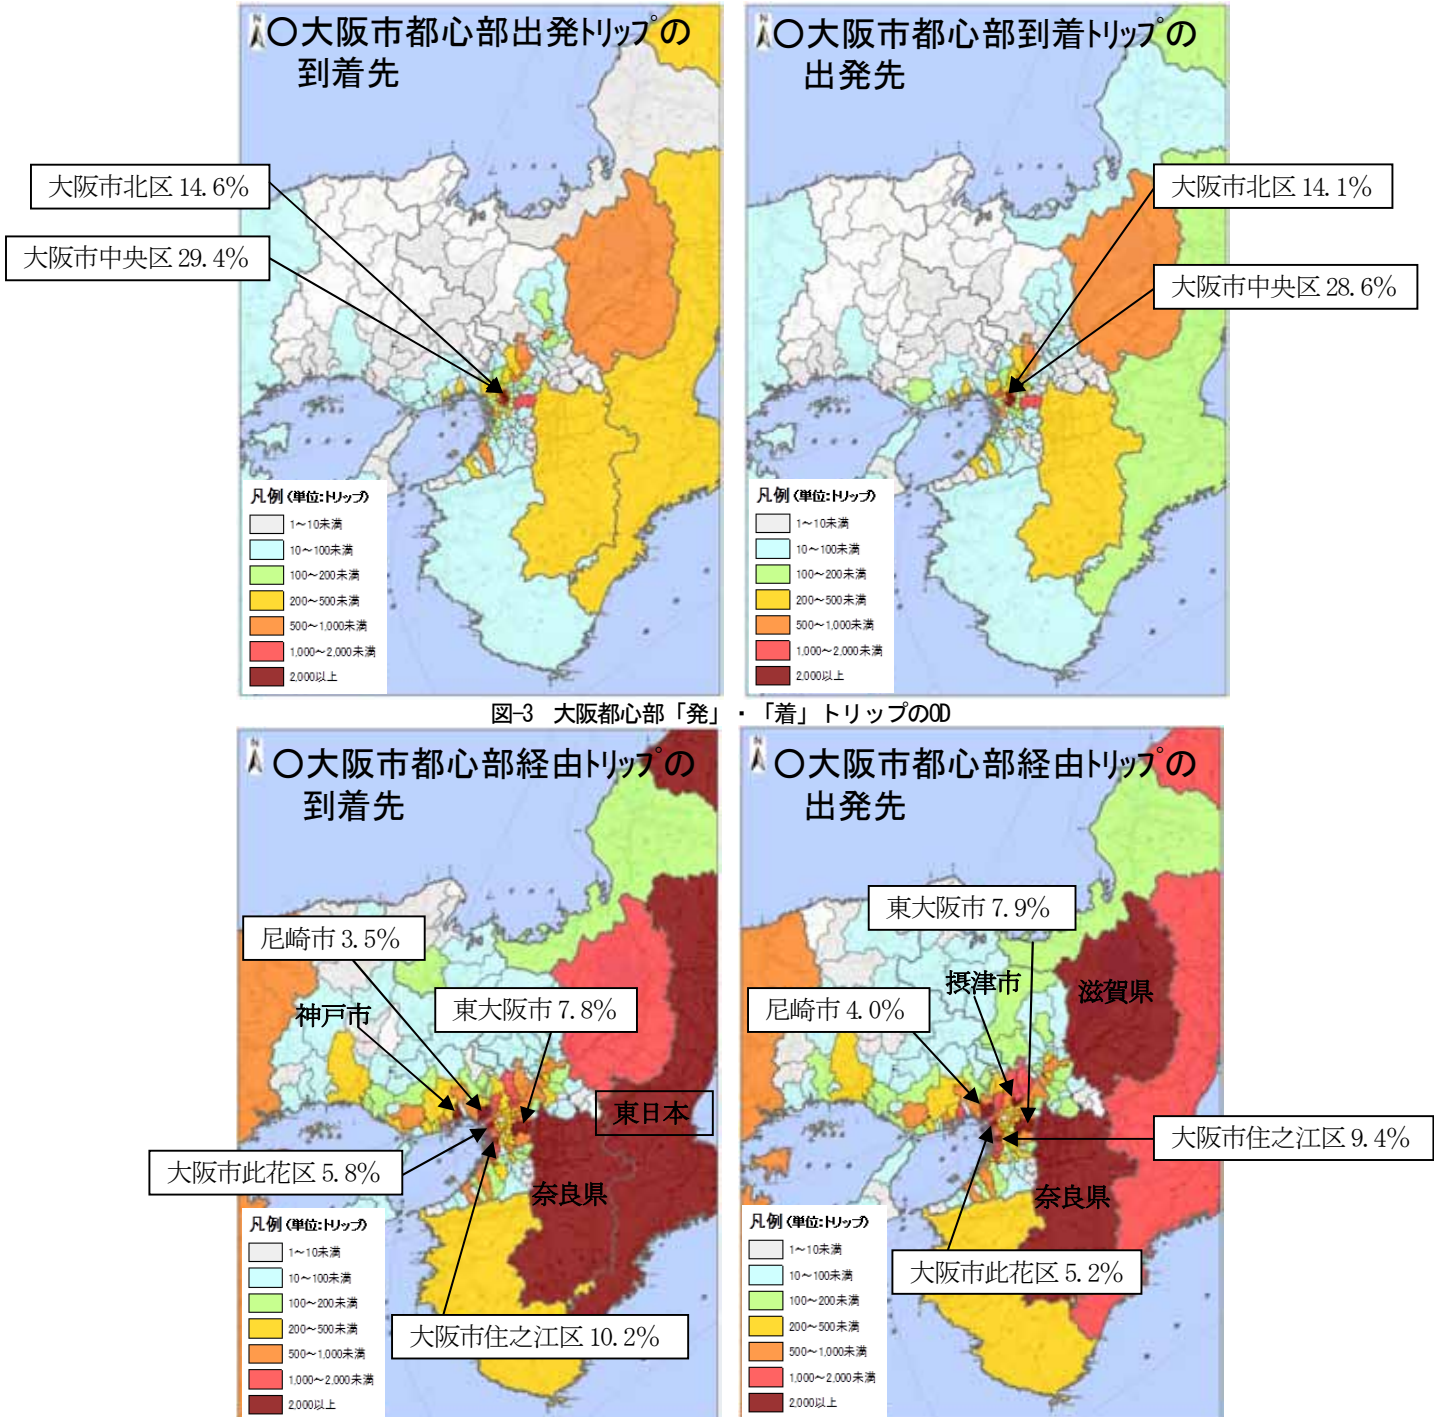 ○大阪市都心部出発トリップの
到着先
大阪市北区 14.6%
大阪市中央区 29.4%
凡例 (単位:トリップ)
1～10未満
10～100未満
100～200未満
200～500未満
500～1,000未満
1,000～2,000未満
2,000以上
○大阪市都心部到着トリップの
出発先
大阪市北区 14.1%
大阪市中央区 28.6%
凡例 (単位:トリップ)
1～10未満
10～100未満
100～200未満
200～500未満
500～1,000未満
1,000～2,000未満
2,000以上
図-3 大阪都心部「発」・「着」トリップのOD
○大阪市都心部経由トリップの
到着先
尼崎市 3.5%
神戸市
東大阪市 7.8%
東日本
大阪市此花区 5.8%
奈良県
大阪市住之江区 10.2%
凡例 (単位:トリップ)
1～10未満
10～100未満
100～200未満
200～500未満
500～1,000未満
1,000～2,000未満
2,000以上
○大阪市都心部経由トリップの
出発先
東大阪市 7.9%
摂津市
滋賀県
尼崎市 4.0%
大阪市住之江区 9.4%
奈良県
大阪市此花区 5.2%
凡例 (単位:トリップ)
1～10未満
10～100未満
100～200未満
200～500未満
500～1,000未満
1,000～2,000未満
2,000以上